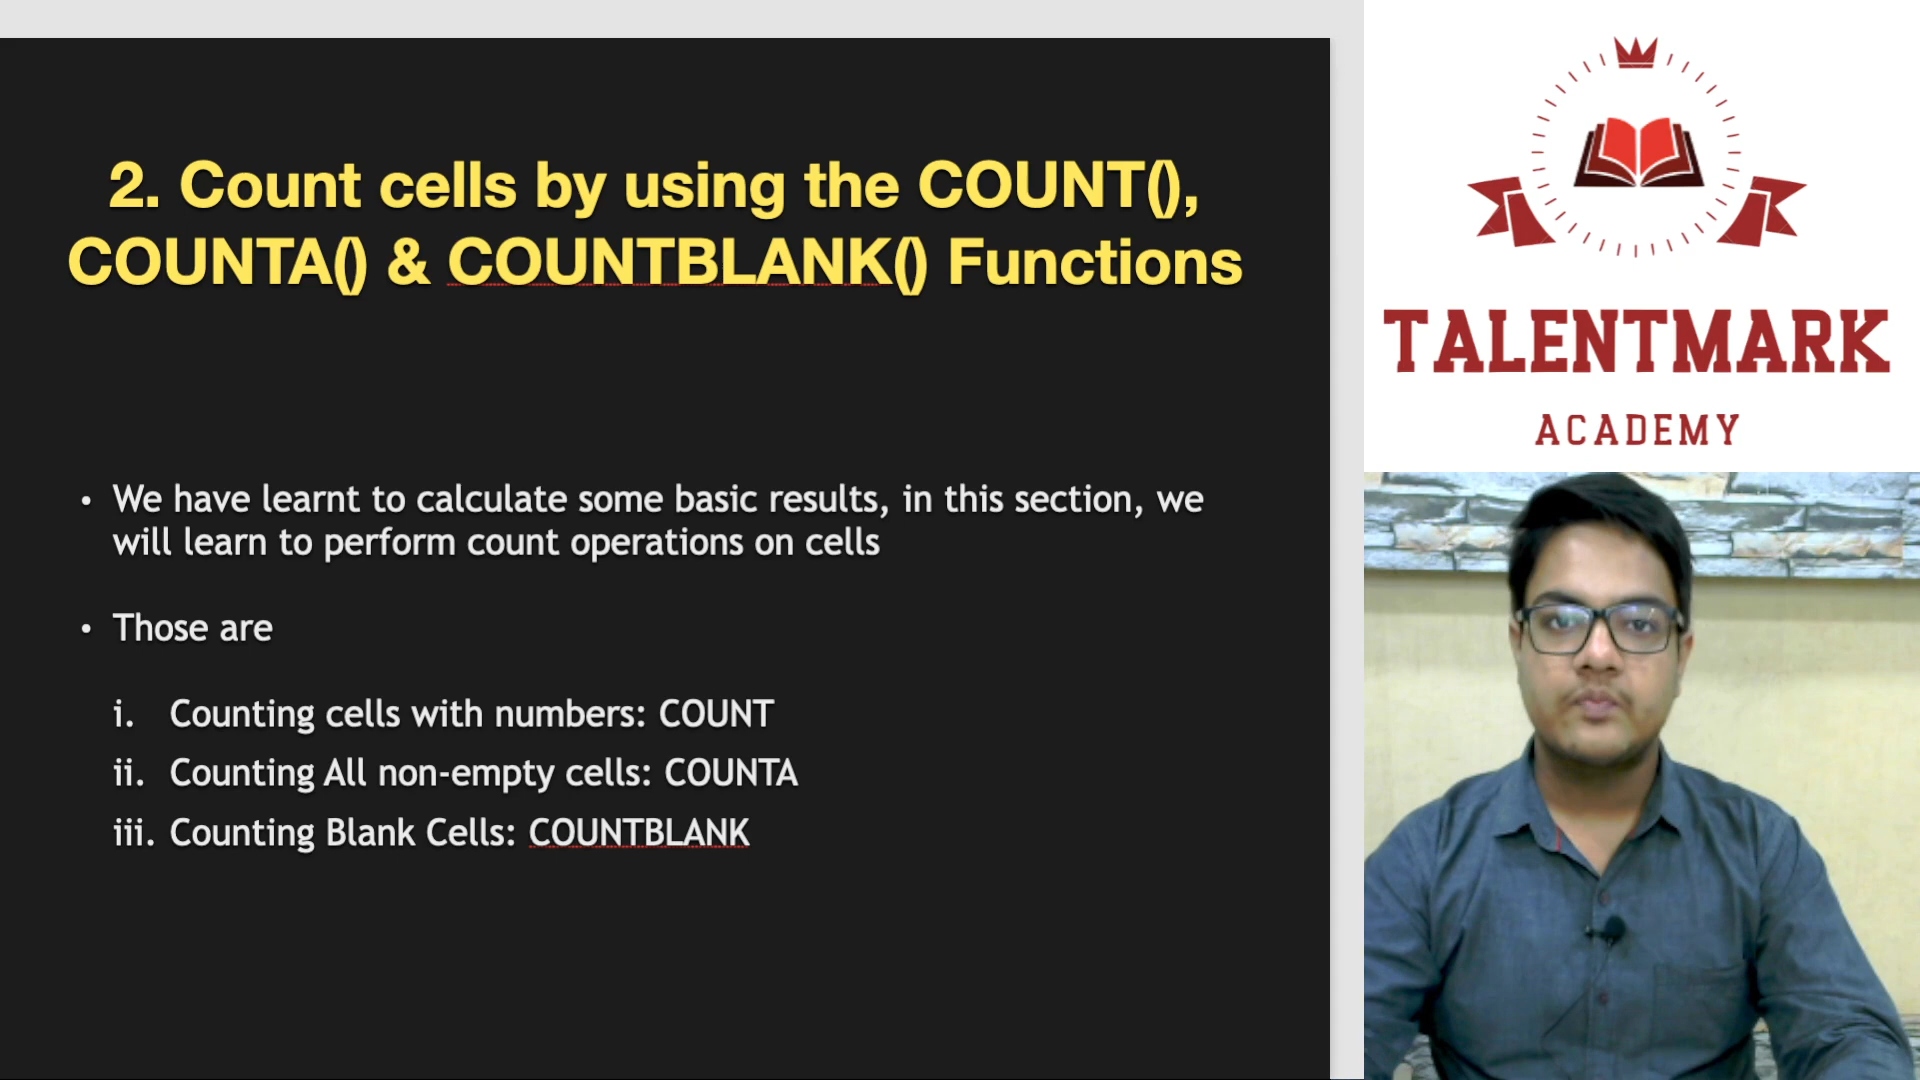 2. Count cells by using the COUNT(),
COUNTA() & COUNTBLANK() Functions
• We have learnt to calculate some basic results, in this section, we
will learn to perform count operations on cells
• Those are
i. Counting cells with numbers: COUNT
ii. Counting All non-empty cells: COUNTA
iii. Counting Blank Cells: COUNTBLANK
TALENTMARK
ACADEMY